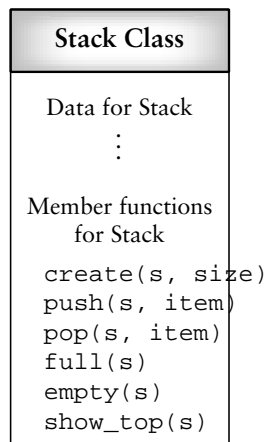 Stack Class
Data for Stack
⋮
Member functions
for Stack
create(s, size)
push(s, item)
pop(s, item)
full(s)
empty(s)
show_top(s)